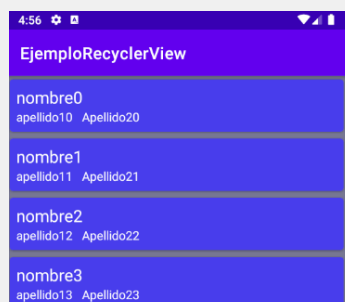 4:56
EjemploRecyclerView
nombre0
apellido10 Apellido20
nombre1
apellido11 Apellido21
nombre2
apellido12 Apellido22
nombre3
apellido13 Apellido23